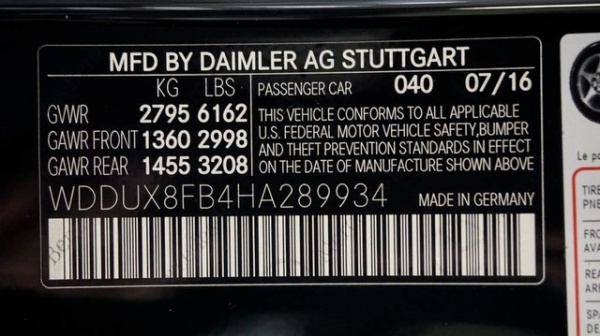 MFD BY DAIMLER AG STUTTGART
KG LBS PASSENGER CAR 040 07/16
GVWR 2795 6162 THIS VEHICLE CONFORMS TO ALL APPLICABLE
GAWR FRONT 1360 2998 U.S. FEDERAL MOTOR VEHICLE SAFETY,BUMPER
AND THEFT PREVENTION STANDARDS IN EFFECT
GAWR REAR 1455 3208 ON THE DATE OF MANUFACTURE SHOWN ABOVE
WDDUX8FB4HA289934 MADE IN GERMANY
Le
TIRE